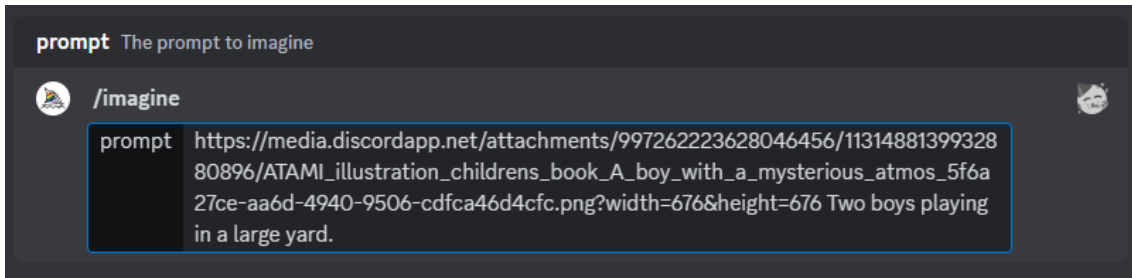 prompt The prompt to imagine
/imagine
prompt https://media.discordapp.net/attachments/997262223628046456/11314881399328
80896/ATAMI_illustration_childrens_book_A_boy_with_a_mysterious_atmos_5f6a
27ce-aa6d-4940-9506-cdfca46d4cfc.png?width=676&height=676 Two boys playing
in a large yard.